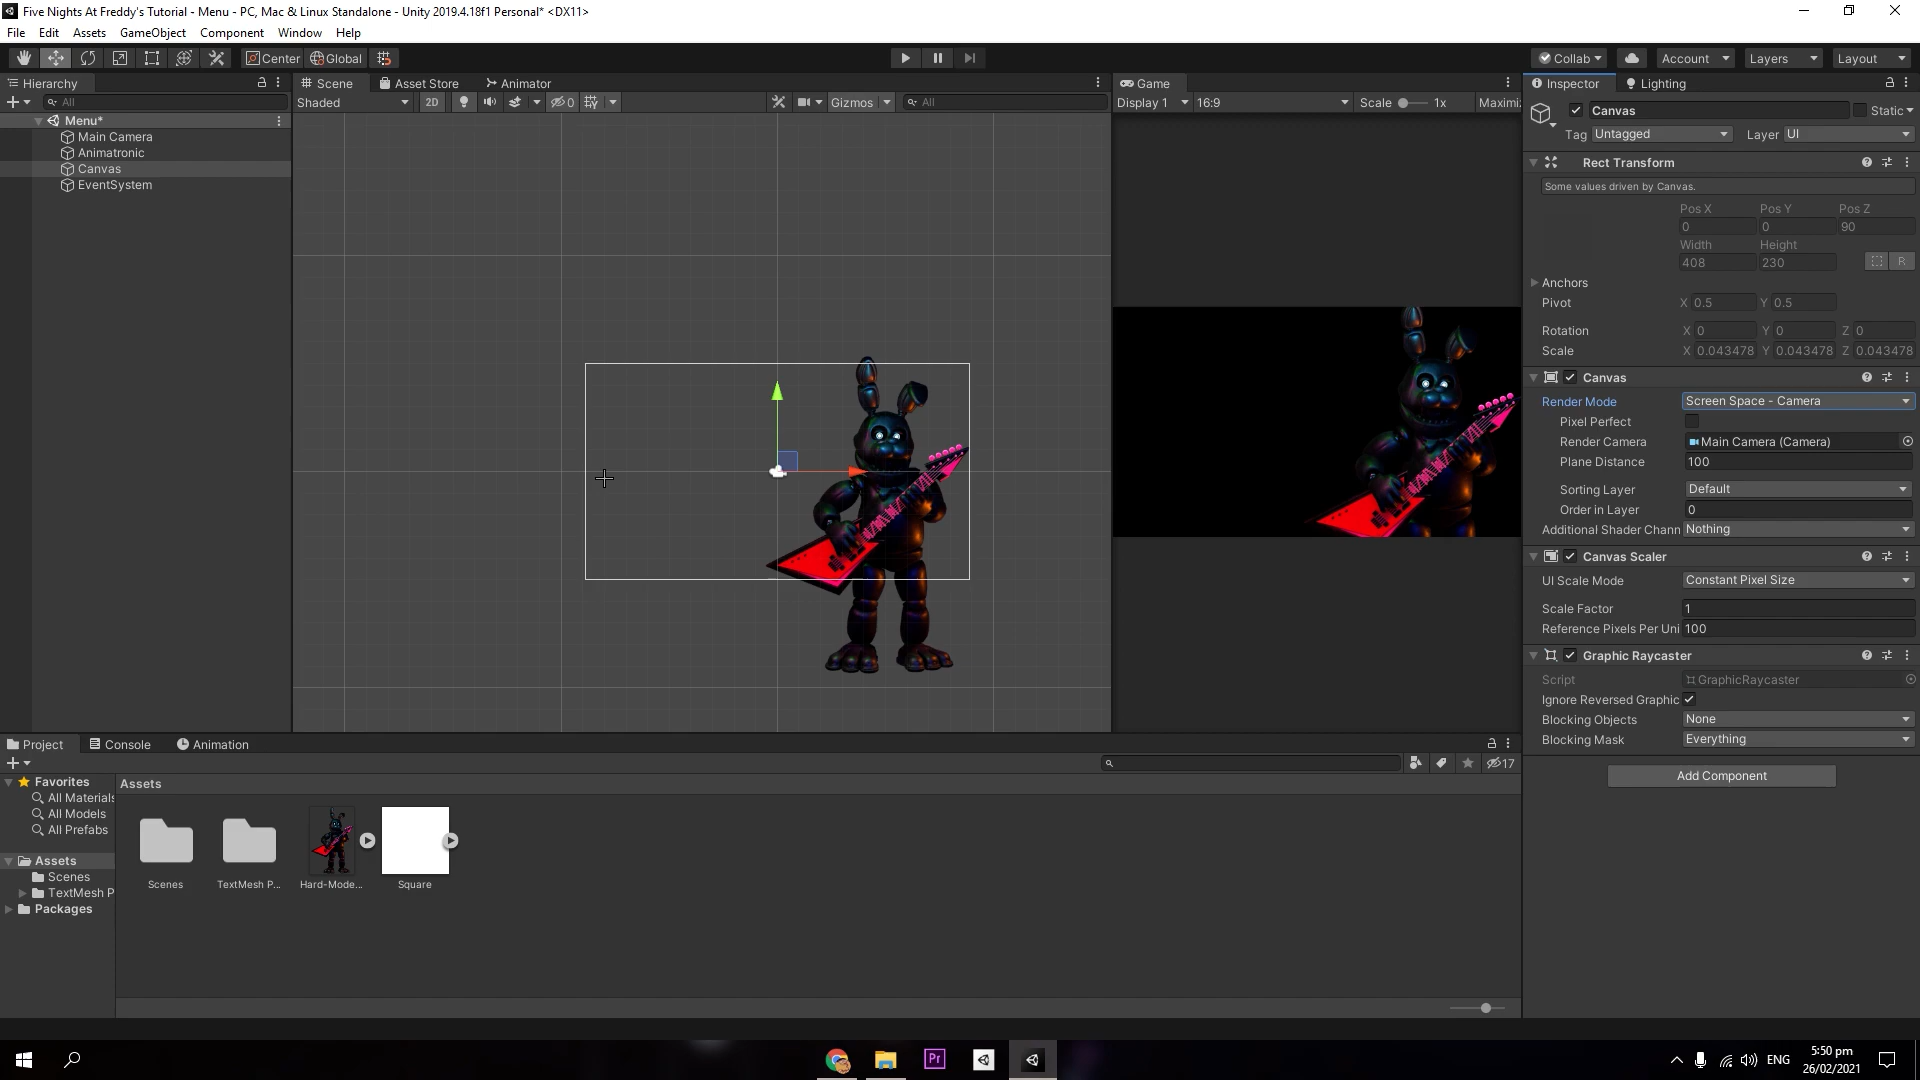 Five Nights At Freddy's Tutorial - Menu - PC, Mac & Linux Standalone - Unity 2019.4.18f1 Personal* <DX11>
File Edit Assets GameObject Component Window Help
Center Global Collab Account Layers Layout
Hierarchy
All
Menu*
Main Camera
Animatronic
Canvas
EventSystem
Scene Asset Store Animator
Shaded 2D 0 Gizmos All
Game
Display 1 16:9 Scale 1x Maximi
Inspector Lighting
Canvas Static
Tag Untagged Layer UI
Rect Transform
Some values driven by Canvas.
Pos X Pos Y Pos Z
0 0 90
Width Height
408 230 R
Anchors
Pivot X 0.5 Y 0.5
Rotation X 0 Y 0 Z 0
Scale X 0.043478 Y 0.043478 Z 0.043478
Canvas
Render Mode Screen Space - Camera
Pixel Perfect
Render Camera Main Camera (Camera)
Plane Distance 100
Sorting Layer Default
Order in Layer 0
Additional Shader Chann Nothing
Canvas Scaler
UI Scale Mode Constant Pixel Size
Scale Factor 1
Reference Pixels Per Uni 100
Graphic Raycaster
Script GraphicRaycaster
Ignore Reversed Graphic
Blocking Objects None
Blocking Mask Everything
Add Component
Project Console Animation
17
Favorites
All Materials
All Models
All Prefabs
Assets
Scenes
TextMesh P
Packages
Assets
Scenes TextMesh P... Hard-Mode... Square
Pr
ENG
5:50 pm
26/02/2021